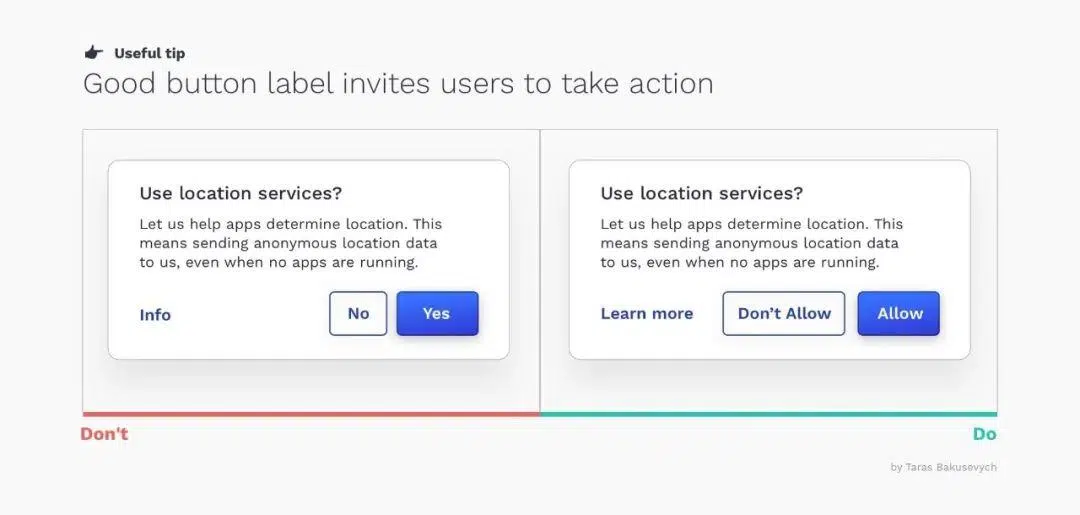 Useful tip
Good button label invites users to take action
Use location services?
Let us help apps determine location. This
means sending anonymous location data
to us, even when no apps are running.
Info
No
Yes
Use location services?
Let us help apps determine location. This
means sending anonymous location data
to us, even when no apps are running.
Learn more
Don’t Allow
Allow
Don't
Do
by Taras Bakusevych